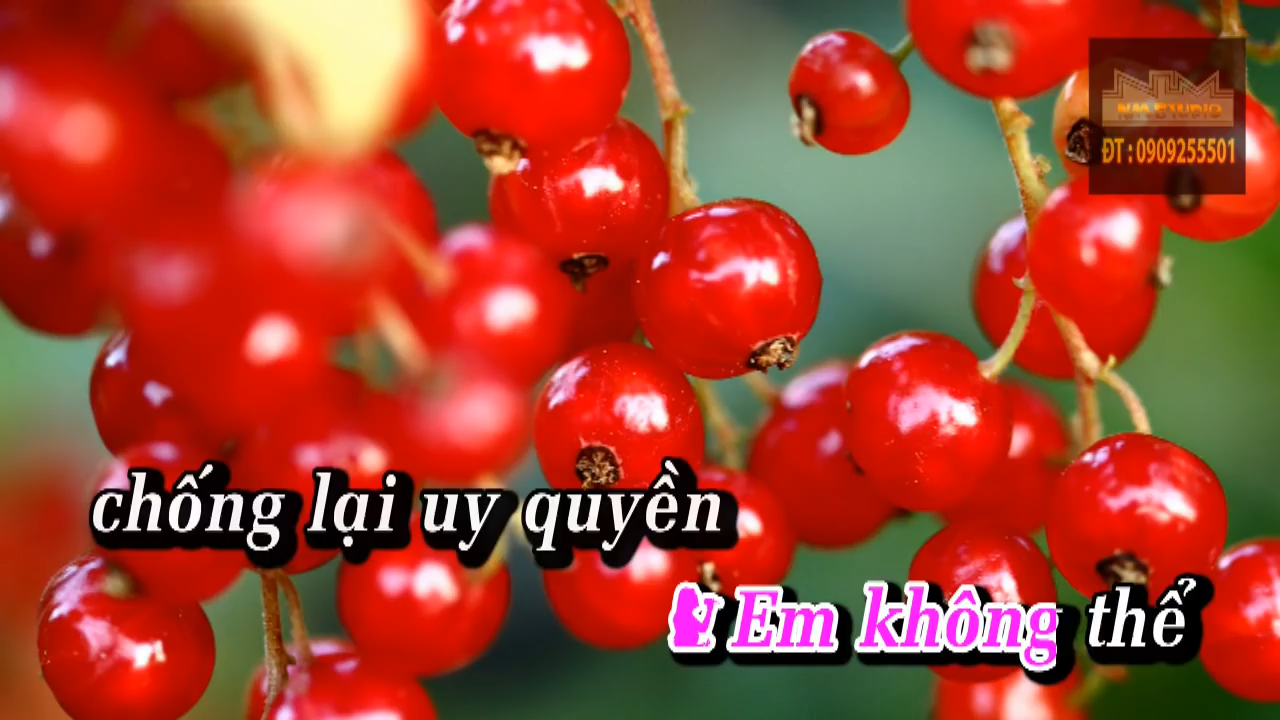 NM STUDIO
ĐT : 0909255501
chống lại uy quyền
Em không thể